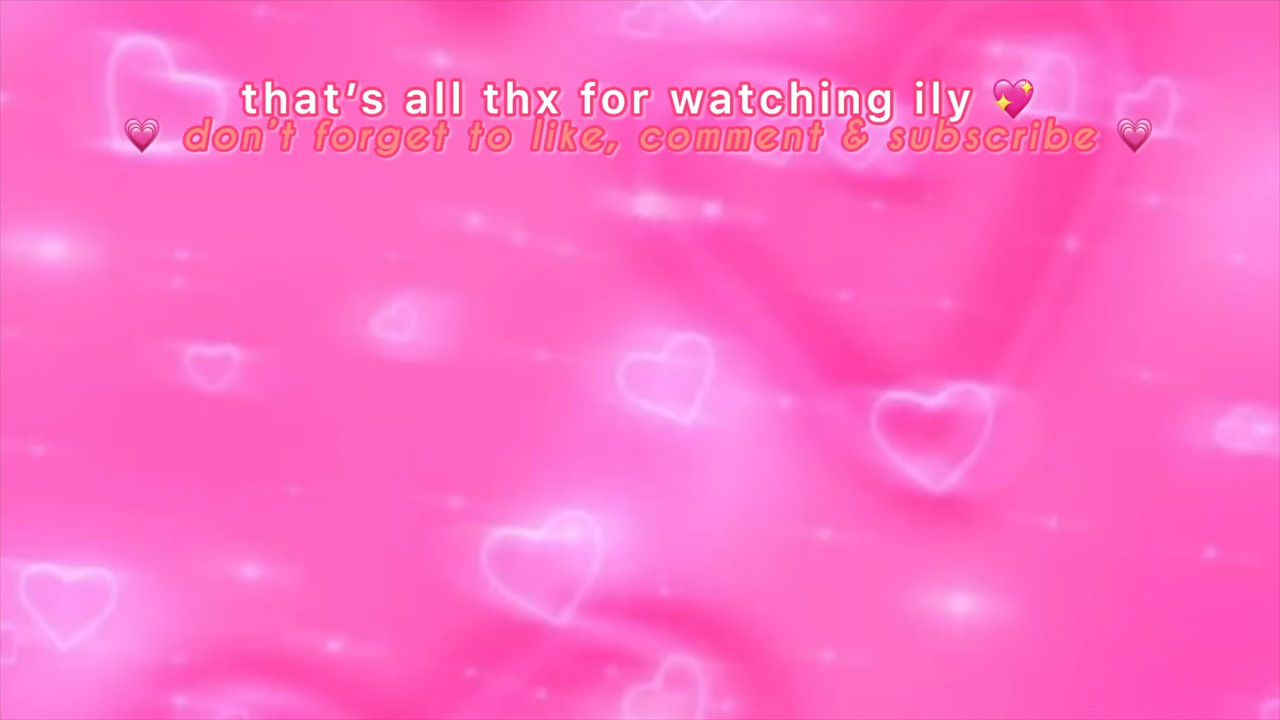 that's all thx for watching ily 💖
💗 don't forget to like, comment & subscribe 💗